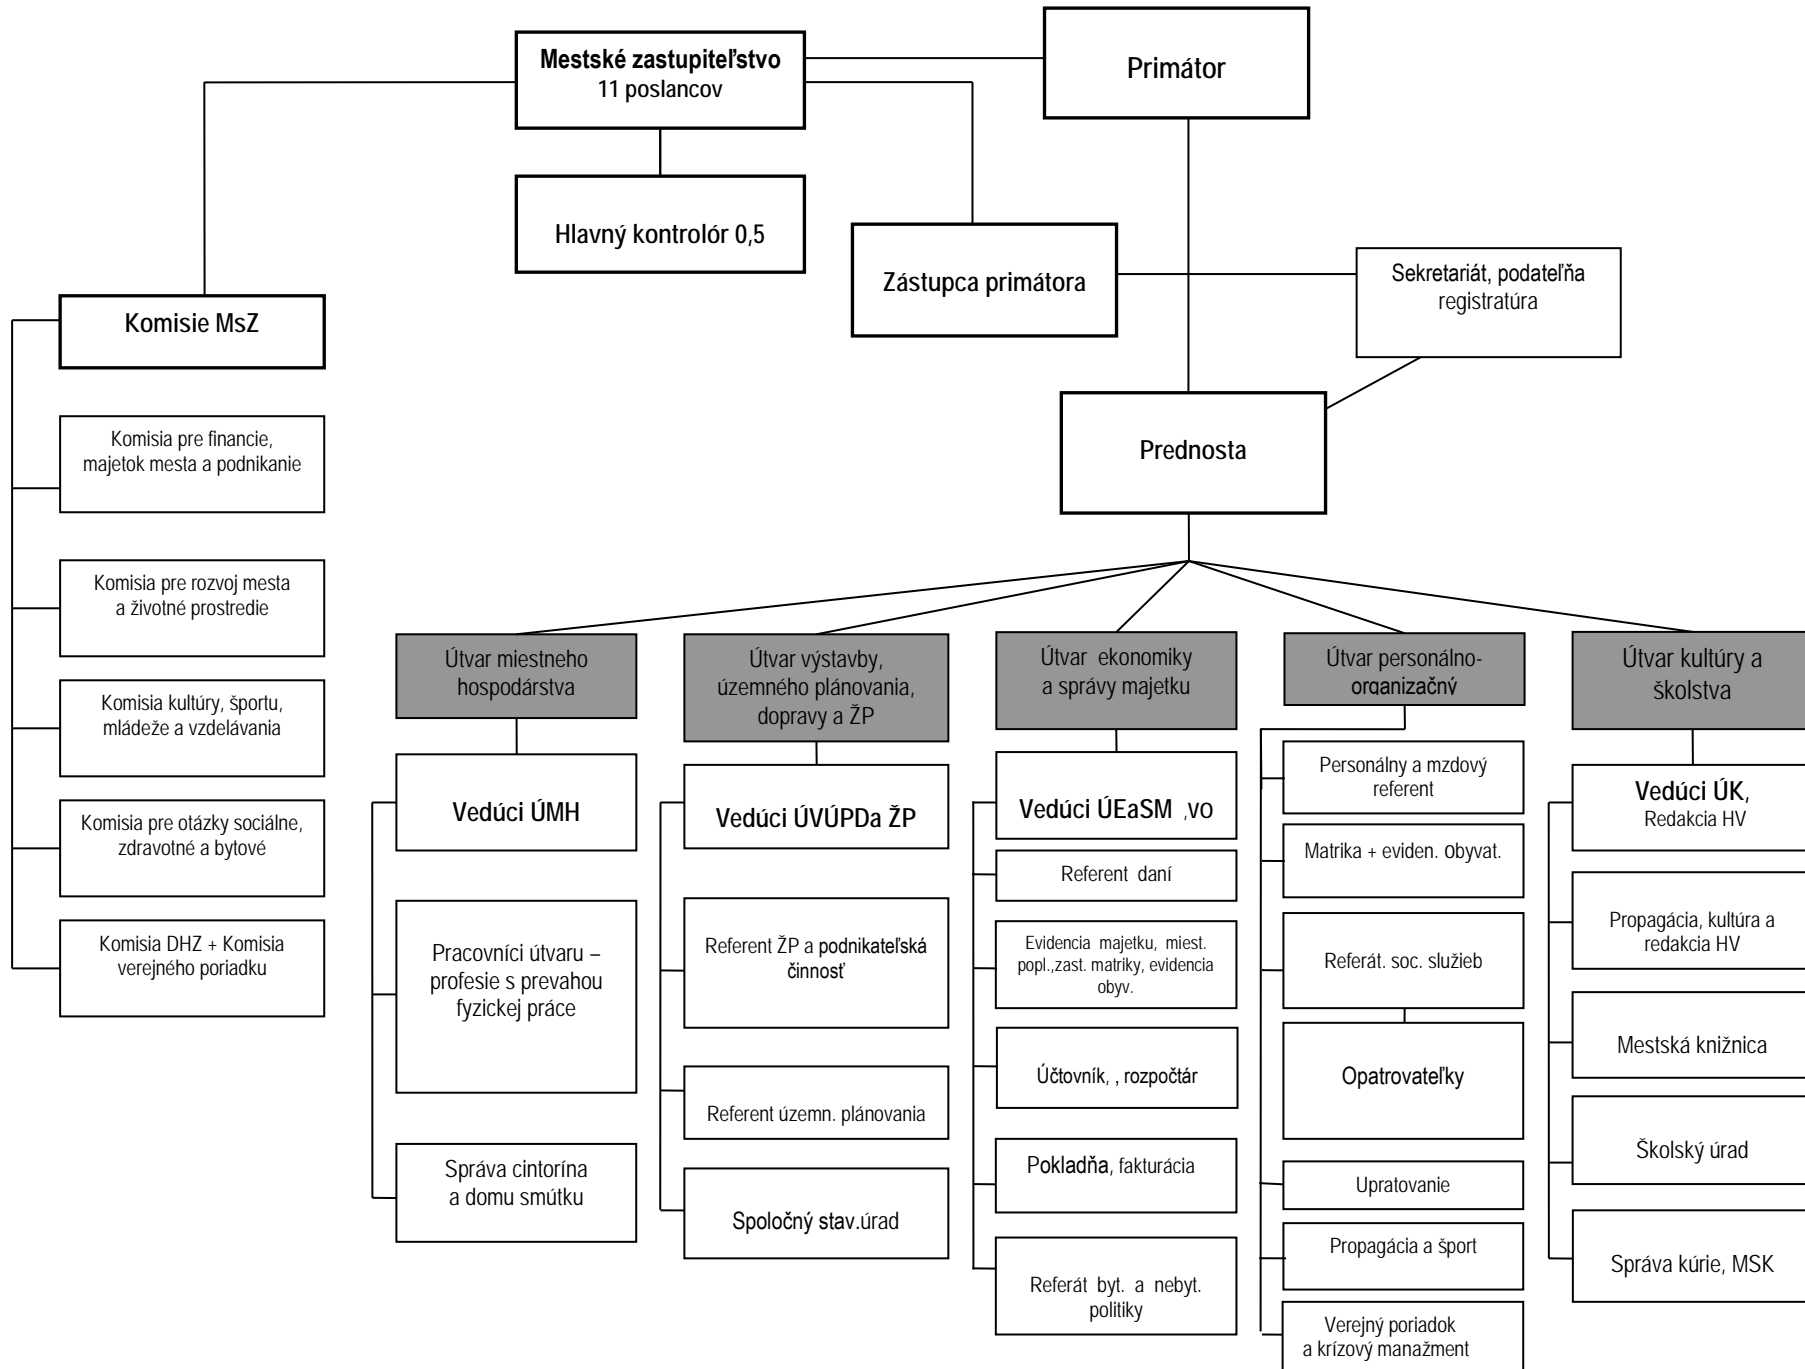 Mestské zastupiteľstvo
11 poslancov
Primátor
Hlavný kontrolór 0,5
Zástupca primátora
Sekretariát, podateľňa
registratúra
Komisie MsZ
Prednosta
Komisia pre financie,
majetok mesta a podnikanie
Komisia pre rozvoj mesta
a životné prostredie
Komisia kultúry, športu,
mládeže a vzdelávania
Komisia pre otázky sociálne,
zdravotné a bytové
Komisia DHZ + Komisia
verejného poriadku
Útvar miestneho
hospodárstva
Vedúci ÚMH
Pracovníci útvaru –
profesie s prevahou
fyzickej práce
Správa cintorína
a domu smútku
Útvar výstavby,
územného plánovania,
dopravy a ŽP
Vedúci ÚVÚPDa ŽP
Referent ŽP a podnikateľská
činnosť
Referent územn. plánovania
Spoločný stav.úrad
Útvar ekonomiky
a správy majetku
Vedúci ÚEaSM ,VO
Referent daní
Evidencia majetku, miest.
popl.,zast. matriky, evidencia
obyv.
Účtovník, , rozpočtár
Pokladňa, fakturácia
Referát byt. a nebyt.
politiky
Útvar personálno-
organizačný
Personálny a mzdový
referent
Matrika + eviden. Obyvat.
Referát. soc. služieb
Opatrovateľky
Upratovanie
Propagácia a šport
Verejný poriadok
a krízový manažment
Útvar kultúry a
školstva
Vedúci ÚK,
Redakcia HV
Propagácia, kultúra a
redakcia HV
Mestská knižnica
Školský úrad
Správa kúrie, MSK